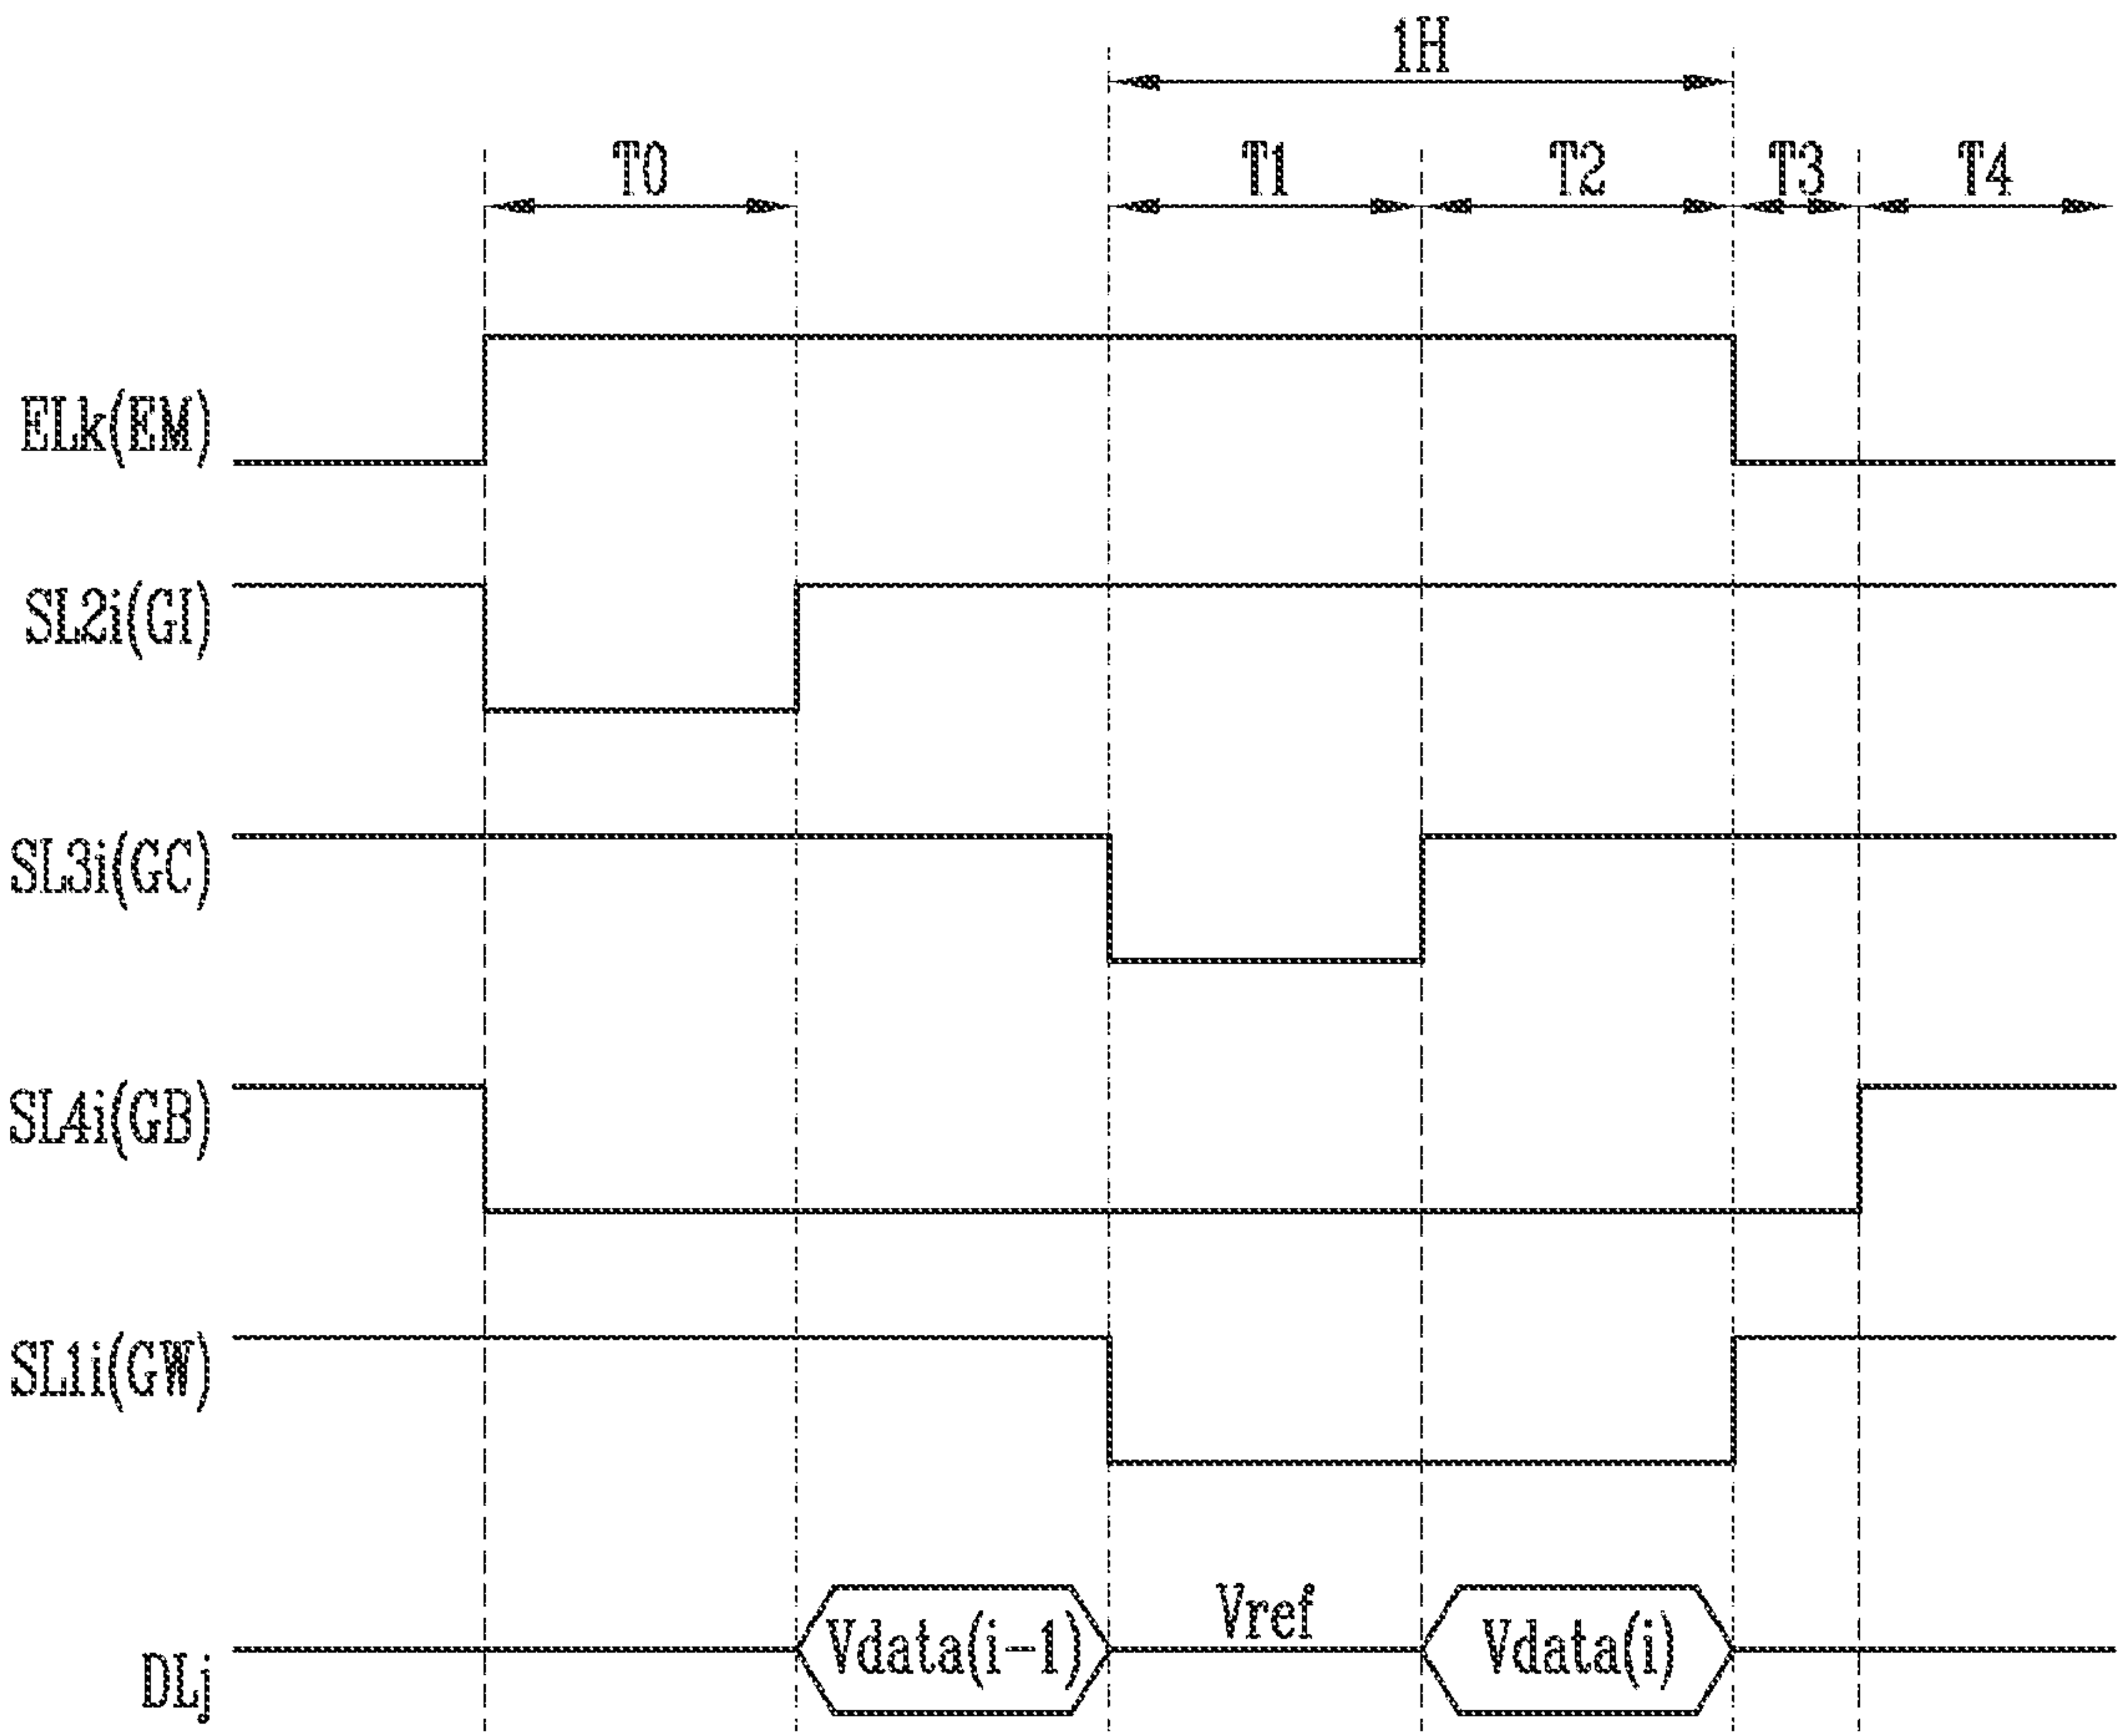 1H
T0 T1 T2 T3 T4
ELk(EM)
SL2i(GI)
SL3i(GC)
SL4i(GB)
SL1i(GW)
DLj Vdata(i-1) Vref Vdata(i)